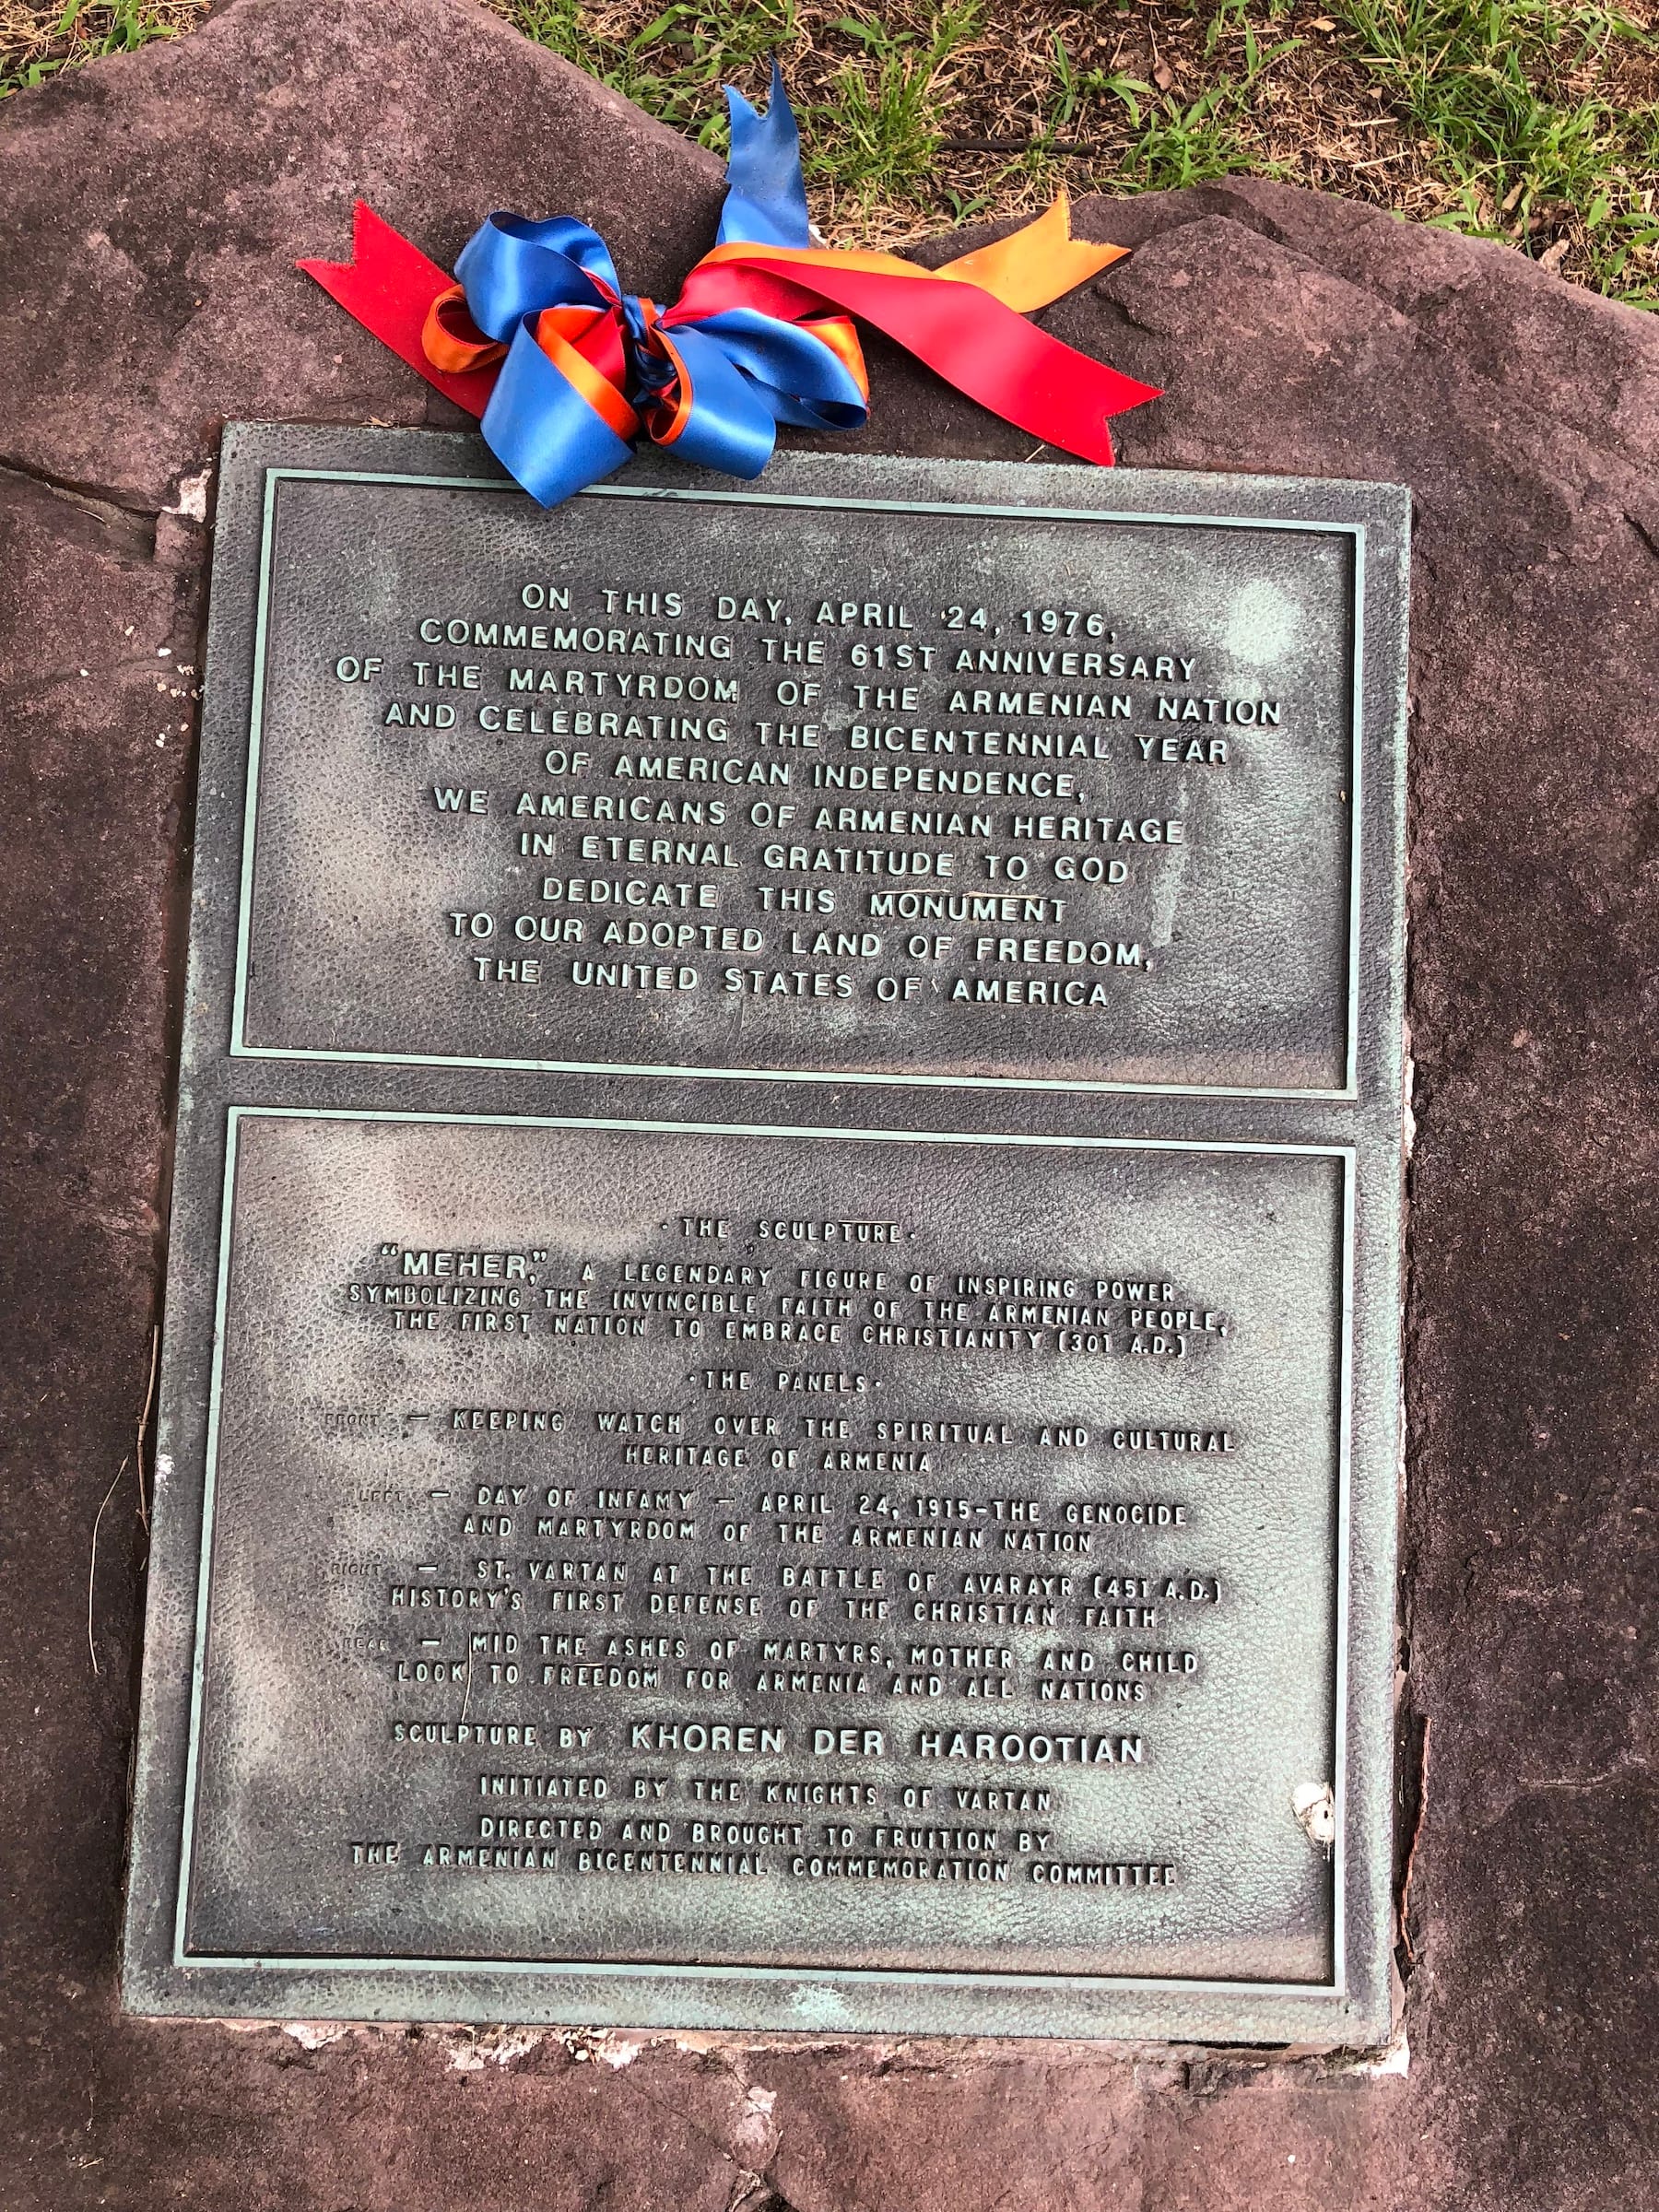 ON THIS DAY, APRIL 24, 1976,
COMMEMORATING THE 61ST ANNIVERSARY
OF THE MARTYRDOM OF THE ARMENIAN NATION
AND CELEBRATING THE BICENTENNIAL YEAR
OF AMERICAN INDEPENDENCE,
WE AMERICANS OF ARMENIAN HERITAGE
IN ETERNAL GRATITUDE TO GOD
DEDICATE THIS MONUMENT
TO OUR ADOPTED LAND OF FREEDOM,
THE UNITED STATES OF AMERICA
·THE SCULPTURE·
"MEHER," A LEGENDARY FIGURE OF INSPIRING POWER
SYMBOLIZING THE INVINCIBLE FAITH OF THE ARMENIAN PEOPLE,
THE FIRST NATION TO EMBRACE CHRISTIANITY (301 A.D.)
·THE PANELS·
FRONT — KEEPING WATCH OVER THE SPIRITUAL AND CULTURAL
HERITAGE OF ARMENIA
LEFT — DAY OF INFAMY — APRIL 24, 1915-THE GENOCIDE
AND MARTYRDOM OF THE ARMENIAN NATION
RIGHT — ST. VARTAN AT THE BATTLE OF AVARAYR (451 A.D.)
HISTORY'S FIRST DEFENSE OF THE CHRISTIAN FAITH
REAR — MID THE ASHES OF MARTYRS, MOTHER AND CHILD
LOOK TO FREEDOM FOR ARMENIA AND ALL NATIONS
SCULPTURE BY KHOREN DER HAROOTIAN
INITIATED BY THE KNIGHTS OF VARTAN
DIRECTED AND BROUGHT TO FRUITION BY
THE ARMENIAN BICENTENNIAL COMMEMORATION COMMITTEE